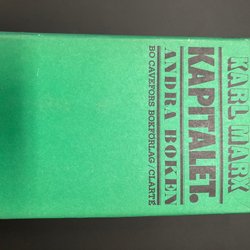 KARL MARX
KAPITALET.
ANDRA BOKEN
BO CAVEFORS BOKFÖRLAG/CLARTÉ